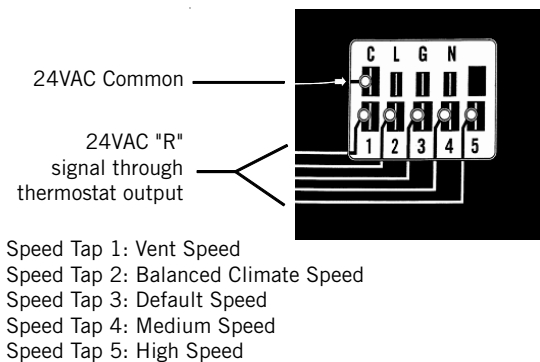 C L G N
24VAC Common
24VAC "R"
signal through
thermostat output
1 2 3 4 5
Speed Tap 1: Vent Speed
Speed Tap 2: Balanced Climate Speed
Speed Tap 3: Default Speed
Speed Tap 4: Medium Speed
Speed Tap 5: High Speed